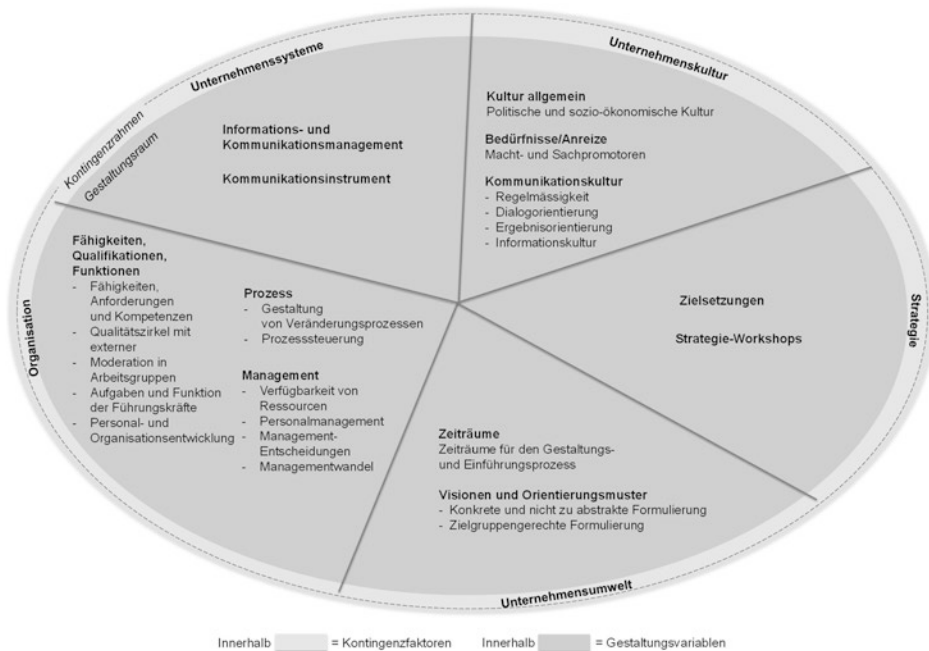 Unternehmenssysteme
Unternehmenskultur
Kontingenzrahmen
Gestaltungsraum
Informations- und
Kommunikationsmanagement
Kommunikationsinstrument
Kultur allgemein
Politische und sozio-ökonomische Kultur
Bedürfnisse/Anreize
Macht- und Sachpromotoren
Kommunikationskultur
- Regelmässigkeit
- Dialogorientierung
- Ergebnisorientierung
- Informationskultur
Organisation
Fähigkeiten,
Qualifikationen,
Funktionen
- Fähigkeiten,
Anforderungen
und Kompetenzen
- Qualitätszirkel mit
externer
- Moderation in
Arbeitsgruppen
- Aufgaben und Funktion
der Führungskräfte
- Personal- und
Organisationsentwicklung
Prozess
- Gestaltung
von Veränderungsprozessen
- Prozesssteuerung
Management
- Verfügbarkeit von
Ressourcen
- Personalmanagement
- Management-
Entscheidungen
- Managementwandel
Strategie
Zielsetzungen
Strategie-Workshops
Zeiträume
Zeiträume für den Gestaltungs-
und Einführungsprozess
Visionen und Orientierungsmuster
- Konkrete und nicht zu abstrakte Formulierung
- Zielgruppengerechte Formulierung
Unternehmensumwelt
Innerhalb = Kontingenzfaktoren Innerhalb = Gestaltungsvariablen